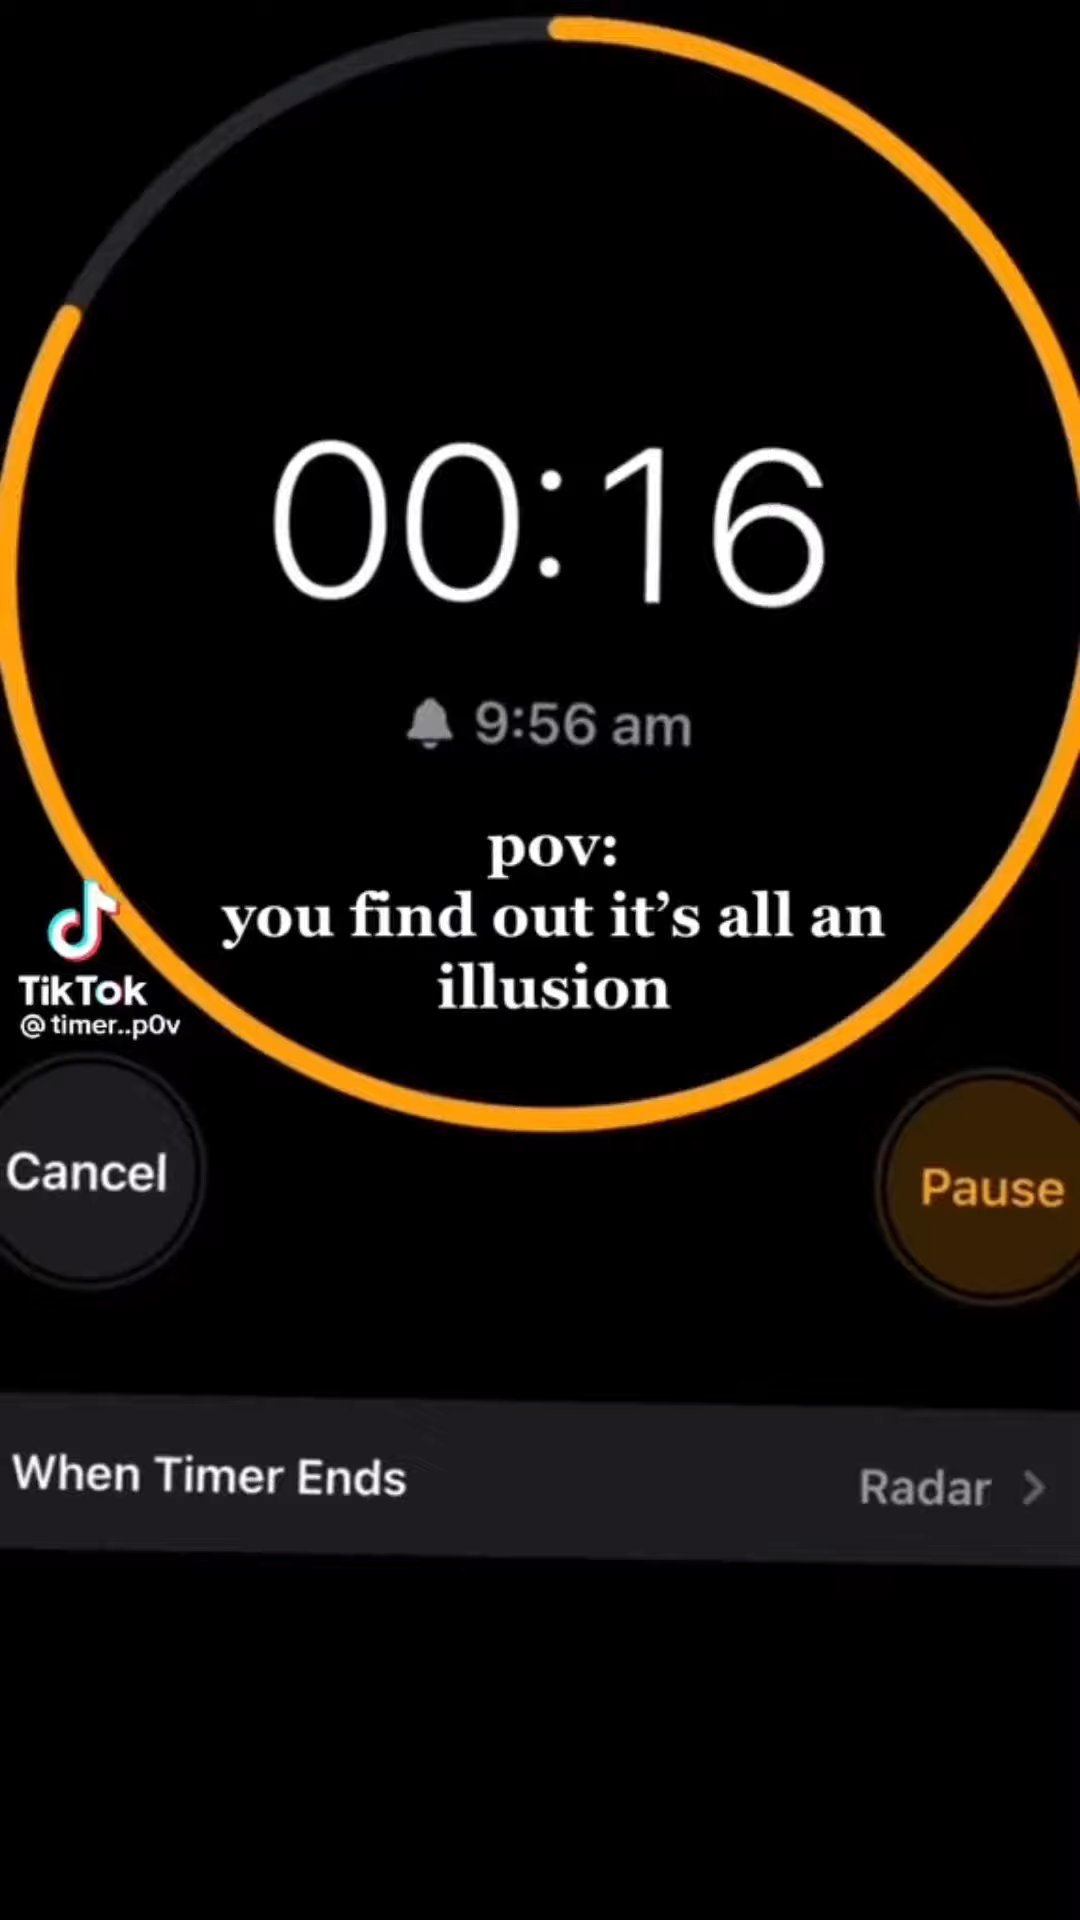 00:16
9:56 am
pov:
you find out it’s all an
illusion
TikTok
@timer..p0v
Cancel
Pause
When Timer Ends
Radar